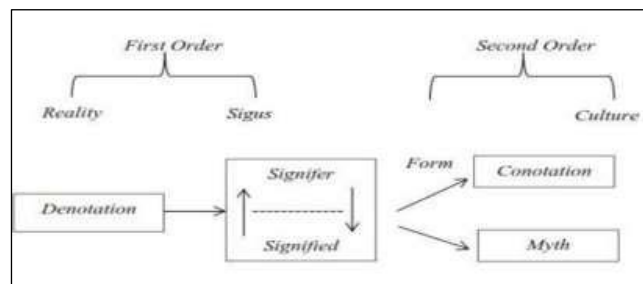 First Order Second Order
Reality Sigus Culture
Form
Signifer
Conotation
Denotation
Signified
Myth